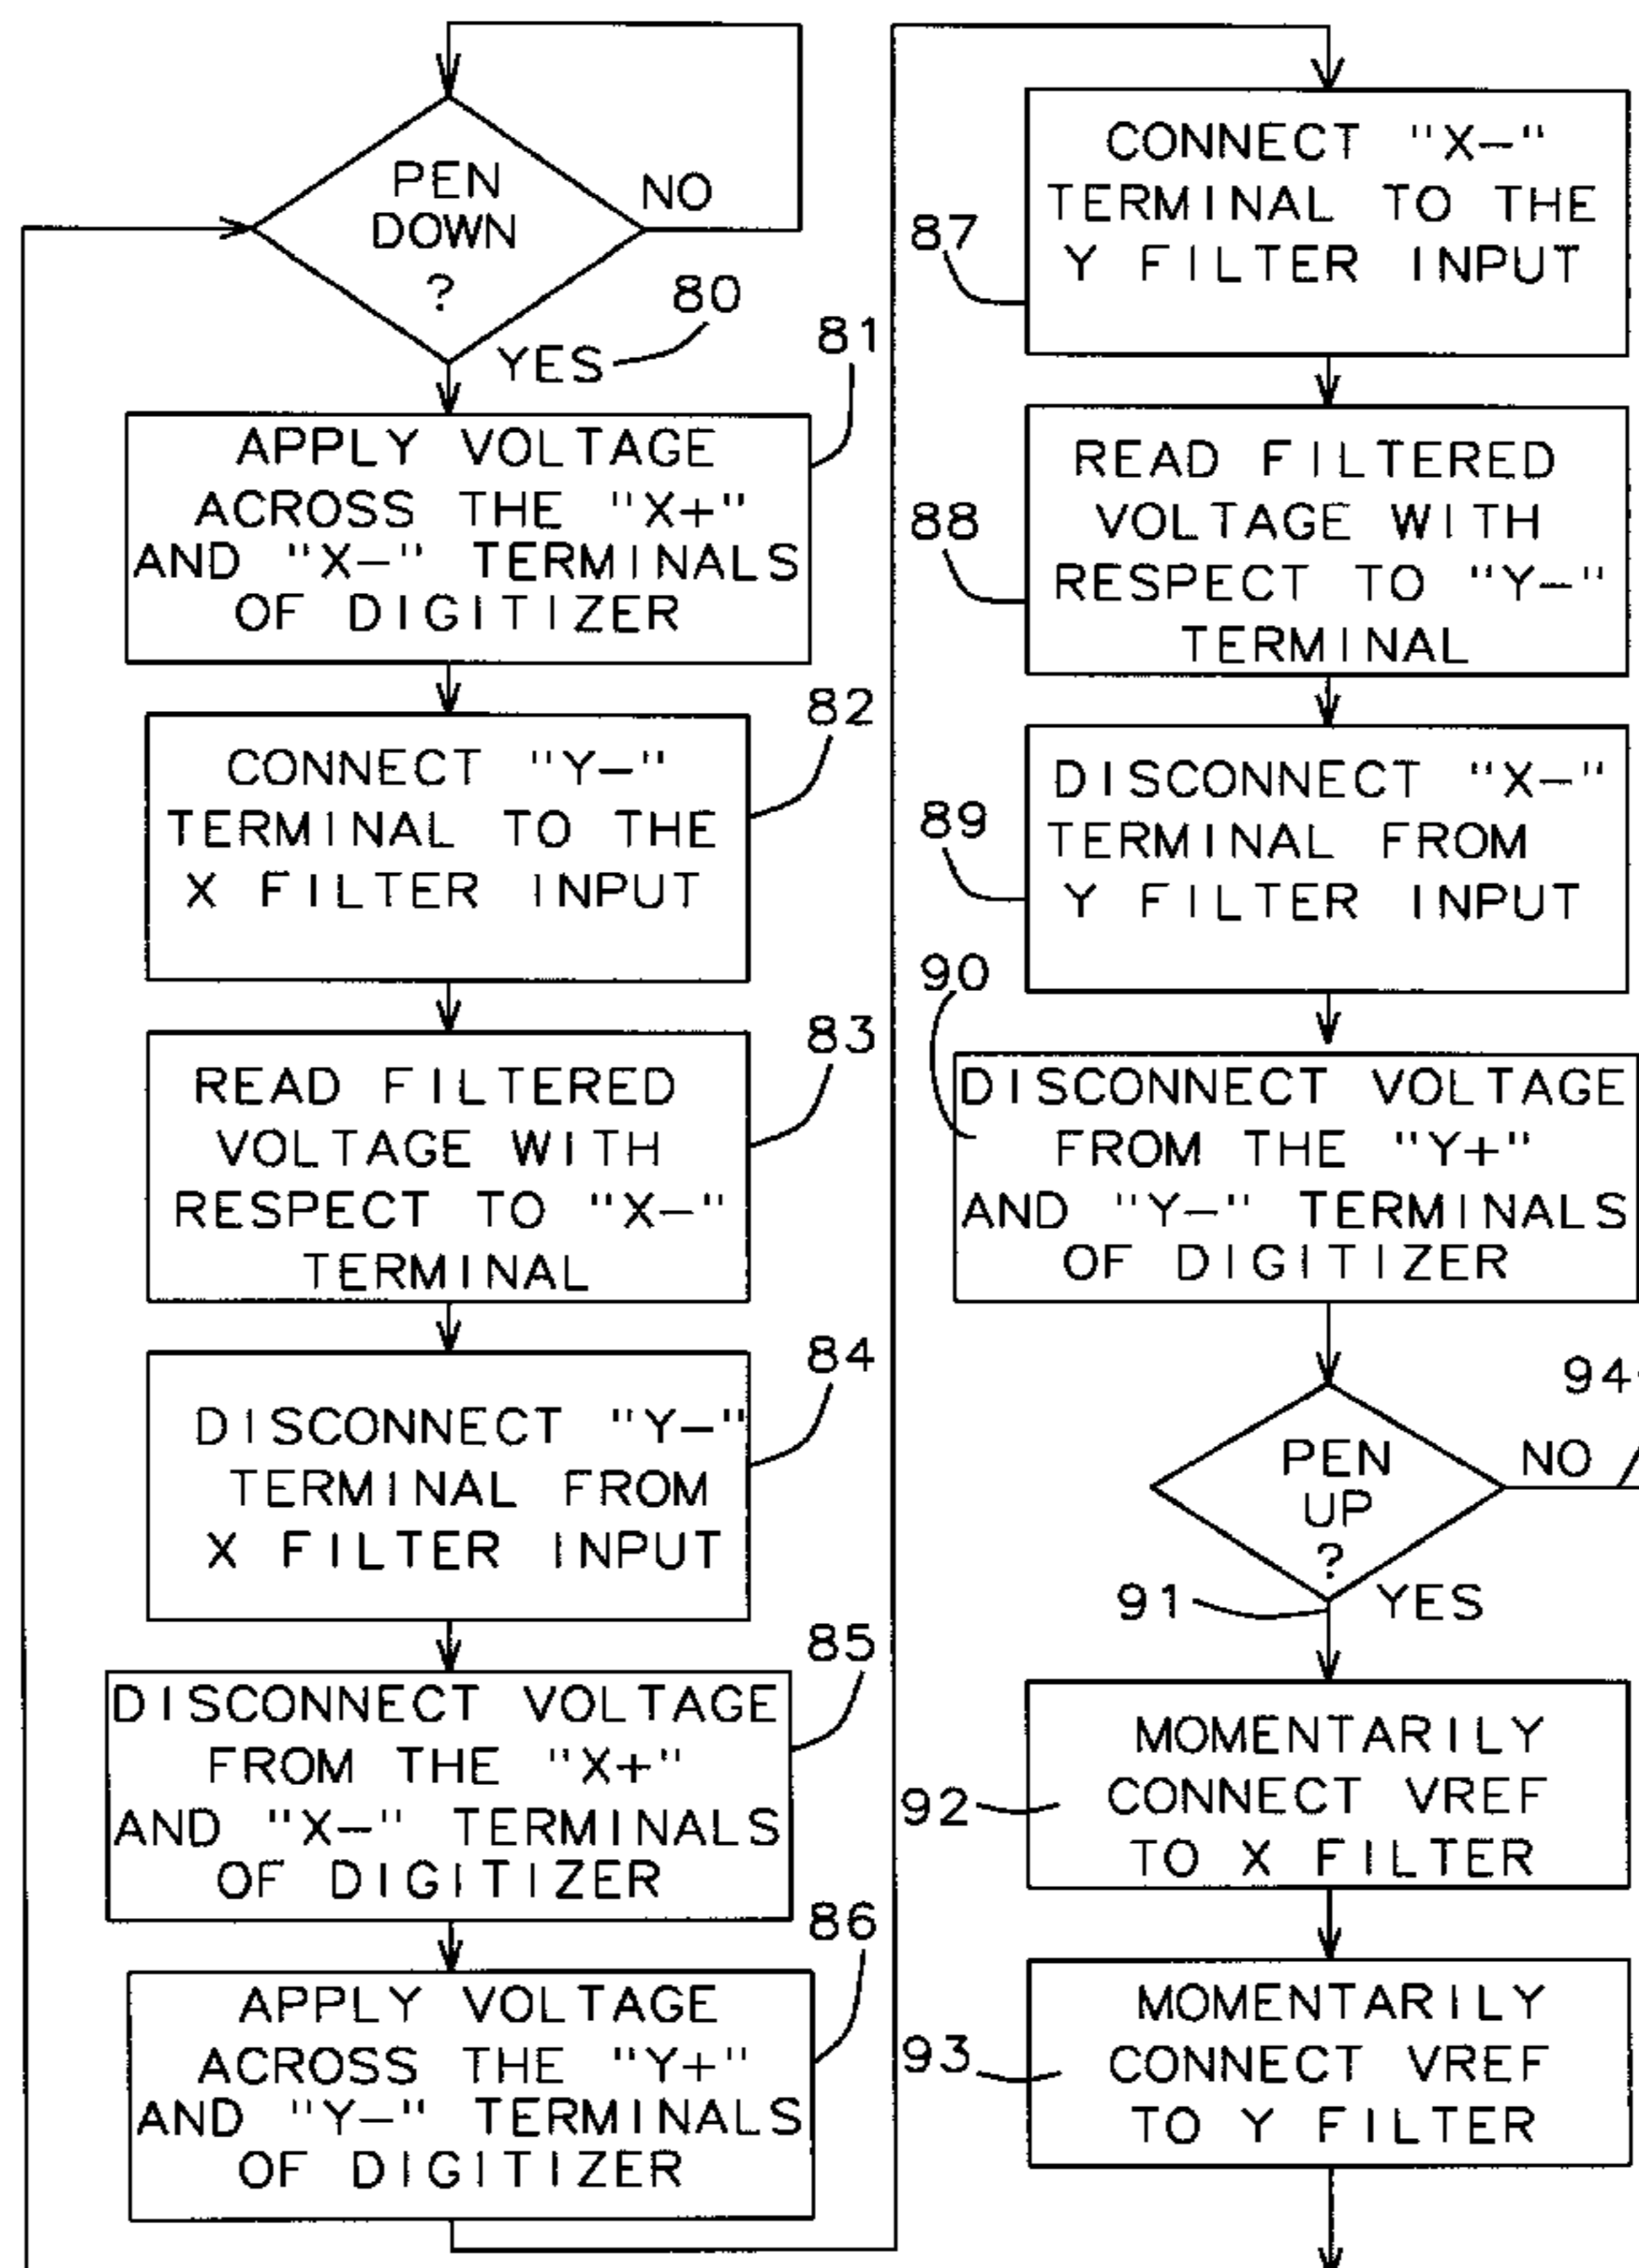 PEN
DOWN
?
NO
YES
80
81
APPLY VOLTAGE
ACROSS THE "X+"
AND "X-" TERMINALS
OF DIGITIZER
82
CONNECT "Y-"
TERMINAL TO THE
X FILTER INPUT
83
READ FILTERED
VOLTAGE WITH
RESPECT TO "X-"
TERMINAL
84
DISCONNECT "Y-"
TERMINAL FROM
X FILTER INPUT
85
DISCONNECT VOLTAGE
FROM THE "X+"
AND "X-" TERMINALS
OF DIGITIZER
86
APPLY VOLTAGE
ACROSS THE "Y+"
AND "Y-" TERMINALS
OF DIGITIZER
87
CONNECT "X-"
TERMINAL TO THE
Y FILTER INPUT
88
READ FILTERED
VOLTAGE WITH
RESPECT TO "Y-"
TERMINAL
89
DISCONNECT "X-"
TERMINAL FROM
Y FILTER INPUT
90
DISCONNECT VOLTAGE
FROM THE "Y+"
AND "Y-" TERMINALS
OF DIGITIZER
94
PEN
UP
?
NO
91
YES
92
MOMENTARILY
CONNECT VREF
TO X FILTER
93
MOMENTARILY
CONNECT VREF
TO Y FILTER